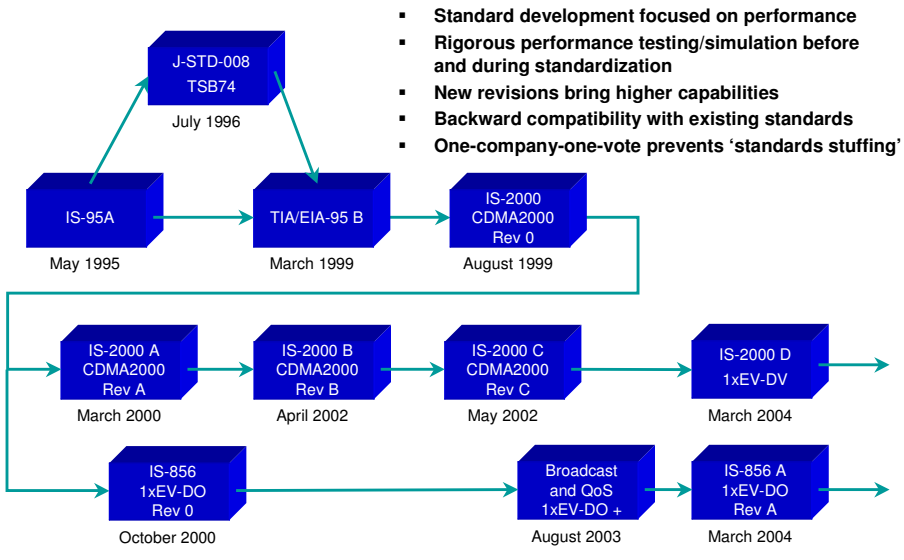 ▪ Standard development focused on performance
▪ Rigorous performance testing/simulation before
and during standardization
▪ New revisions bring higher capabilities
▪ Backward compatibility with existing standards
▪ One-company-one-vote prevents ‘standards stuffing’
J-STD-008
TSB74
July 1996
IS-95A
May 1995
TIA/EIA-95 B
March 1999
IS-2000
CDMA2000
Rev 0
August 1999
IS-2000 A
CDMA2000
Rev A
March 2000
IS-2000 B
CDMA2000
Rev B
April 2002
IS-2000 C
CDMA2000
Rev C
May 2002
IS-2000 D
1xEV-DV
March 2004
IS-856
1xEV-DO
Rev 0
October 2000
Broadcast
and QoS
1xEV-DO +
August 2003
IS-856 A
1xEV-DO
Rev A
March 2004